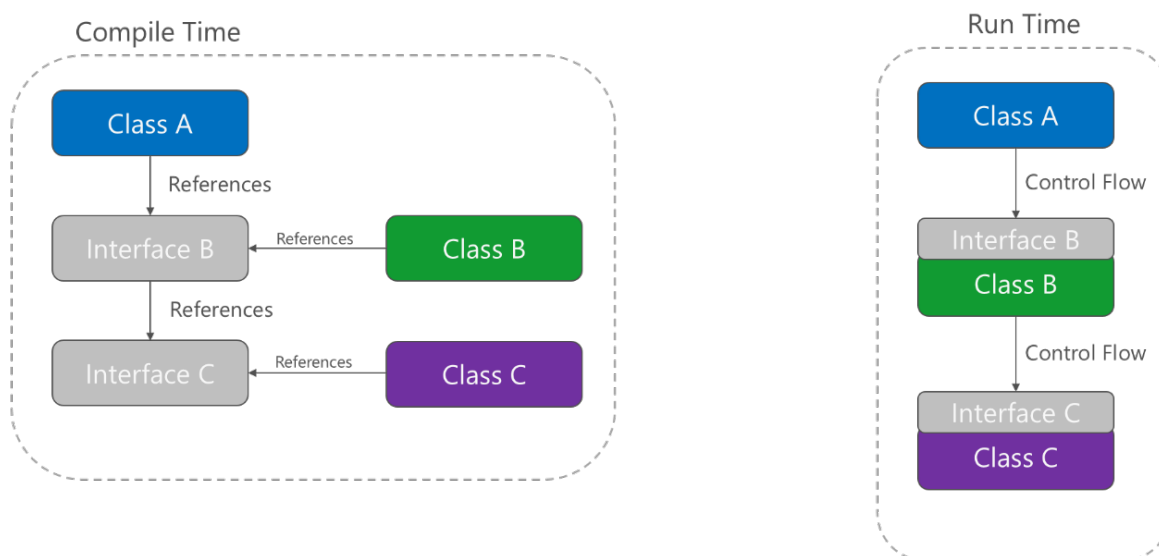 Compile Time
Class A
References
Interface B
References
Class B
References
Interface C
References
Class C
Run Time
Class A
Control Flow
Interface B
Class B
Control Flow
Interface C
Class C